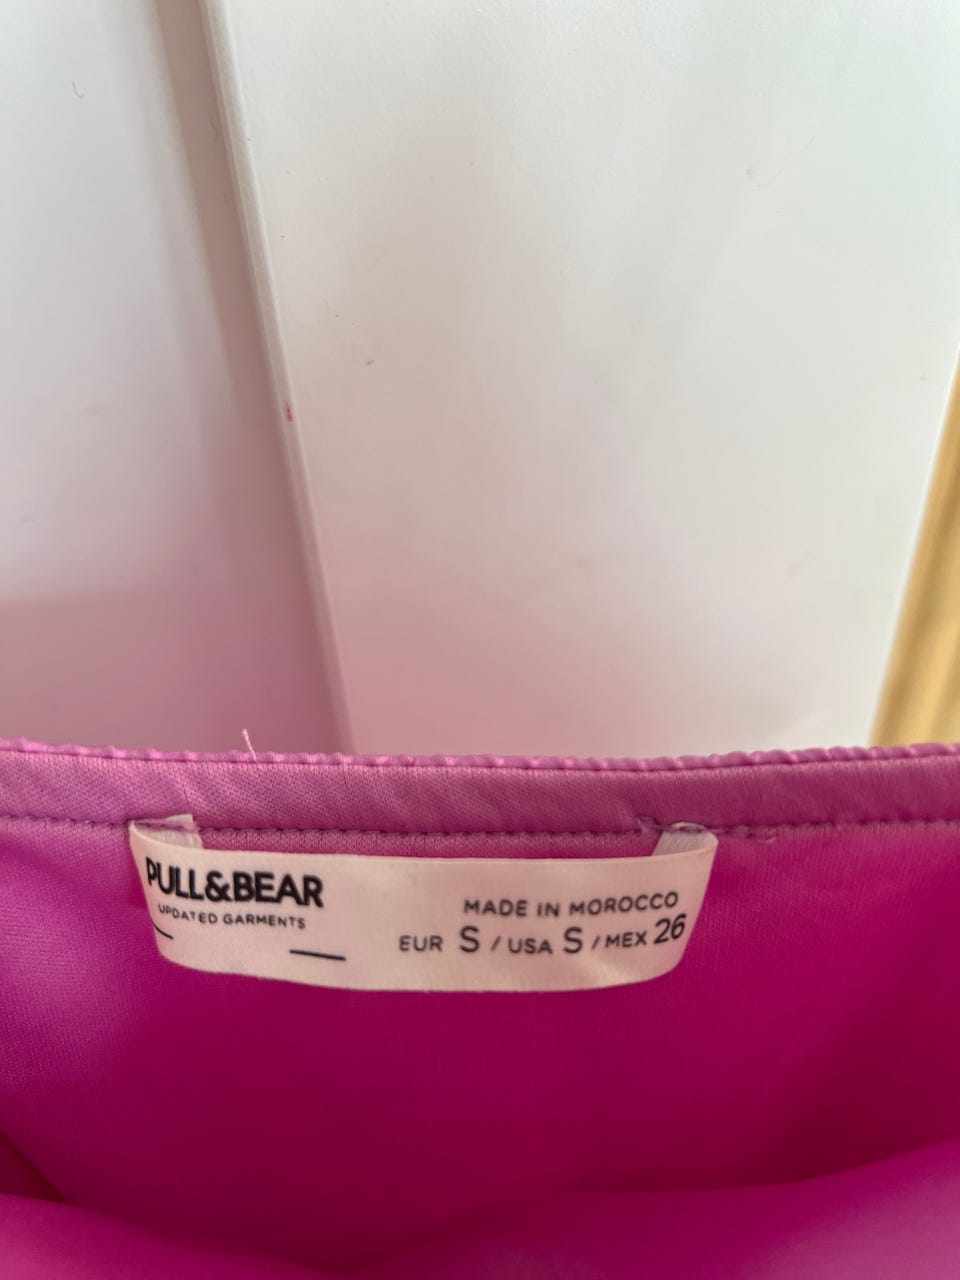 PULL&BEAR
UPDATED GARMENTS
MADE IN MOROCCO
EUR S / USA S / MEX 26